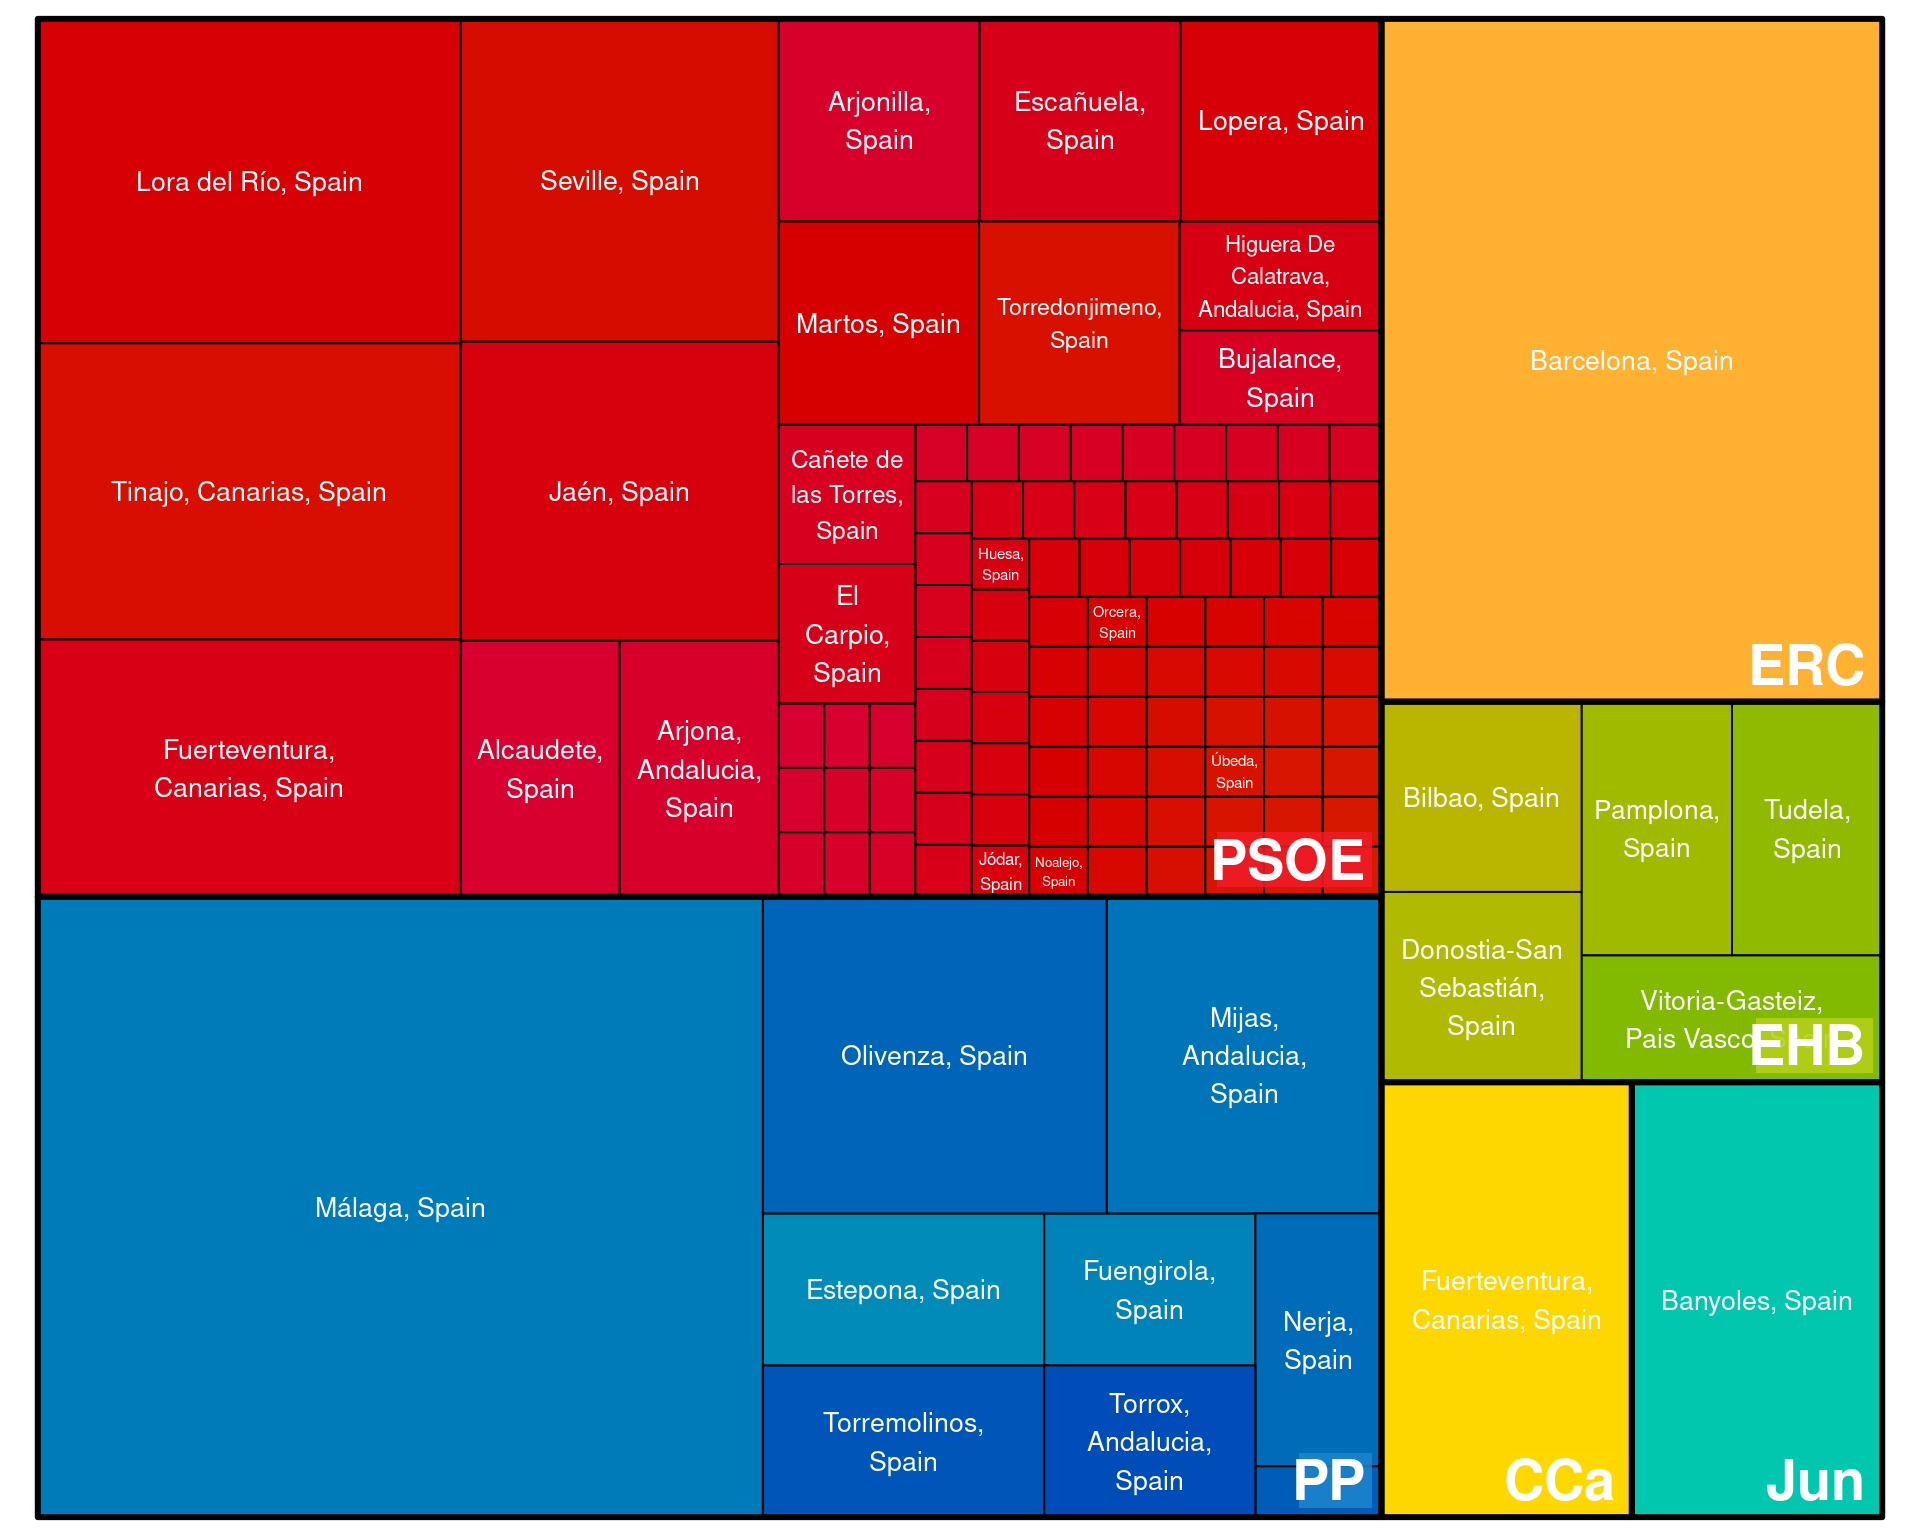 Lora del Río, Spain
Seville, Spain
Tinajo, Canarias, Spain
Jaén, Spain
Fuerteventura,
Canarias, Spain
Alcaudete,
Spain
Arjona,
Andalucia,
Spain
Arjonilla,
Spain
Escañuela,
Spain
Lopera, Spain
Martos, Spain
Torredonjimeno,
Spain
Higuera De
Calatrava,
Andalucia, Spain
Bujalance,
Spain
Cañete de
las Torres,
Spain
El
Carpio,
Spain
Huesa,
Spain
Orcera,
Spain
Úbeda,
Spain
Jódar,
Spain
Noalejo,
Spain
PSOE
Barcelona, Spain
ERC
Bilbao, Spain
Pamplona,
Spain
Tudela,
Spain
Donostia-San
Sebastián,
Spain
Vitoria-Gasteiz,
Pais Vasco
EHB
Málaga, Spain
Olivenza, Spain
Mijas,
Andalucia,
Spain
Estepona, Spain
Fuengirola,
Spain
Nerja,
Spain
Torremolinos,
Spain
Torrox,
Andalucia,
Spain
PP
Fuerteventura,
Canarias, Spain
CCa
Banyoles, Spain
Jun